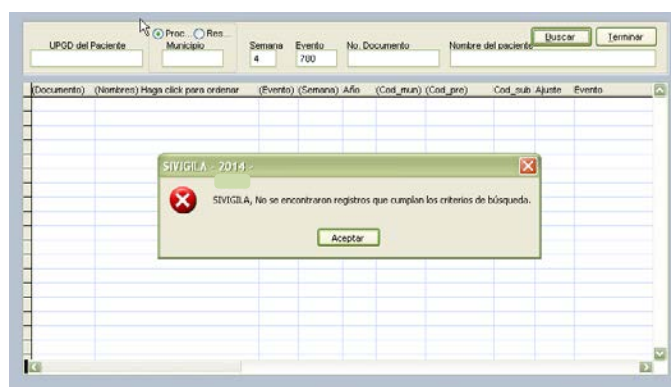 Proc... Res...
UPGD del Paciente Municipio Semana Evento No. Documento Nombre del paciente Buscar Terminar
4 780
(Documento) (Nombres) Haga click para ordenar (Evento) (Semana) Año (Cod_mun) (Cod_pre) Cod_sub Ajuste Evento
SIVIGILA - 2014 -
SIVIGILA, No se encontraron registros que cumplan los criterios de búsqueda.
Aceptar